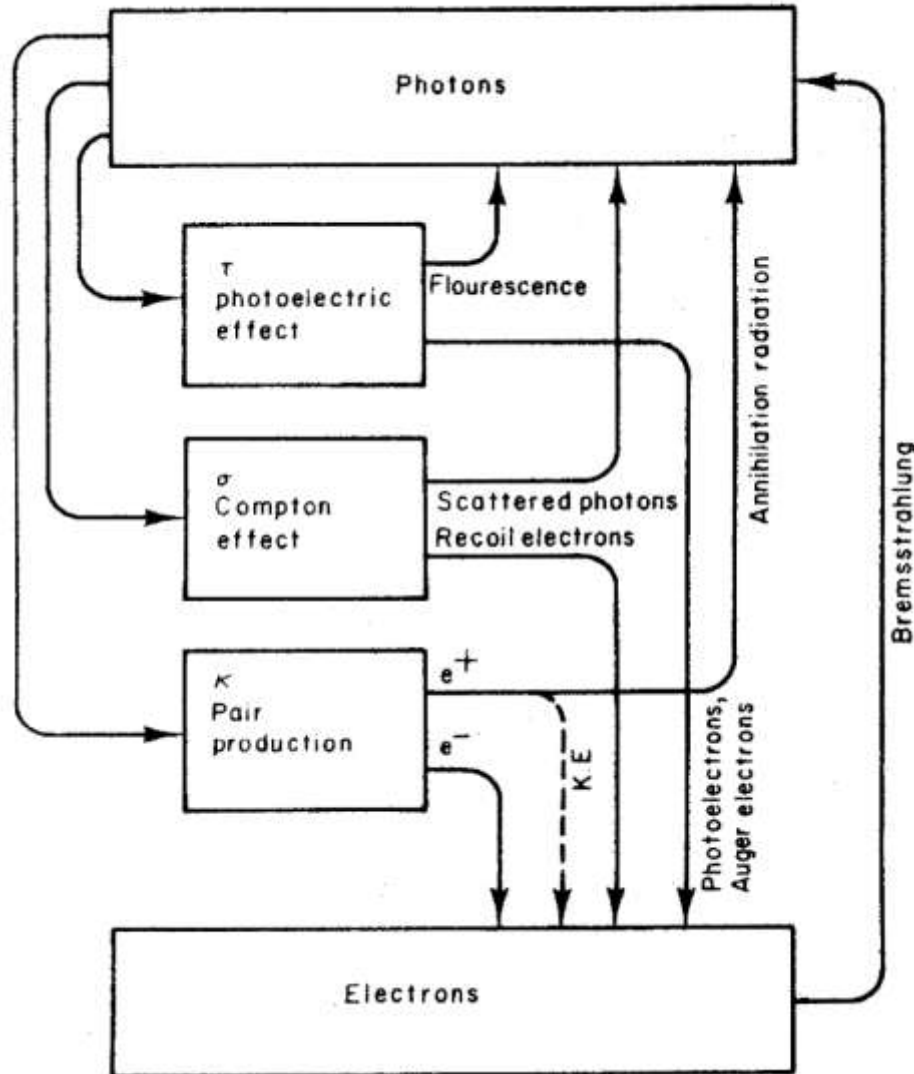 Photons
τ
photoelectric
effect
Flourescence
σ
Compton
effect
Scattered photons
Recoil electrons
Annihilation radiation
Bremsstrahlung
κ
Pair
production
e+
e−
K.E
Photoelectrons,
Auger electrons
Electrons